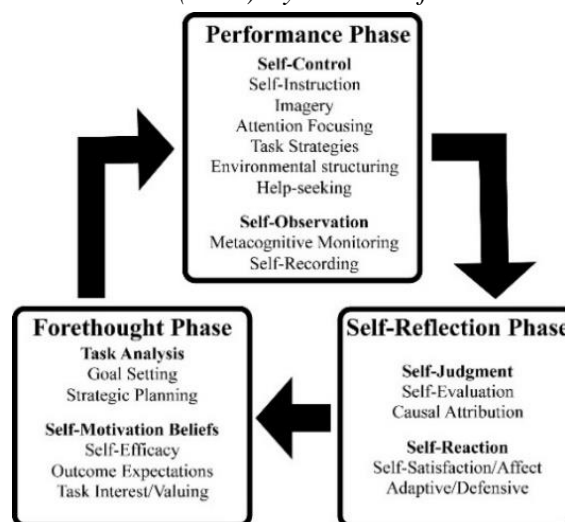 Performance Phase
Self-Control
Self-Instruction
Imagery
Attention Focusing
Task Strategies
Environmental structuring
Help-seeking
Self-Observation
Metacognitive Monitoring
Self-Recording
Forethought Phase
Task Analysis
Goal Setting
Strategic Planning
Self-Motivation Beliefs
Self-Efficacy
Outcome Expectations
Task Interest/Valuing
Self-Reflection Phase
Self-Judgment
Self-Evaluation
Causal Attribution
Self-Reaction
Self-Satisfaction/Affect
Adaptive/Defensive